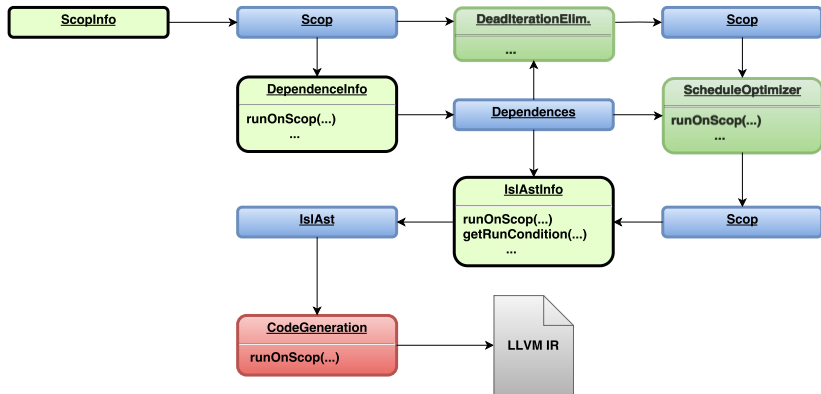 ScopInfo
Scop
DeadIterationElim.
...
Scop
DependenceInfo
runOnScop(...)
...
Dependences
ScheduleOptimizer
runOnScop(...)
...
IslAstInfo
runOnScop(...)
getRunCondition(...)
...
IslAst
Scop
CodeGeneration
runOnScop(...)
LLVM IR